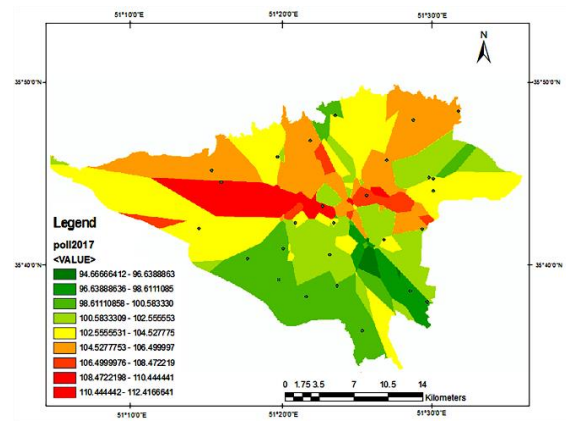 51°10'0"E 51°20'0"E 51°30'0"E
N
35°50'0"N 35°50'0"N
35°40'0"N 35°40'0"N
Legend
poll2017
<VALUE>
94.66666412 - 96.6388863
96.63888636 - 98.6111085
98.61110858 - 100.583330
100.5833309 - 102.555553
102.5555531 - 104.527775
104.5277753 - 106.499997
106.4999976 - 108.472219
108.4722198 - 110.444441
110.444442 - 112.4166641
0 1.75 3.5 7 10.5 14
Kilometers
51°10'0"E 51°20'0"E 51°30'0"E